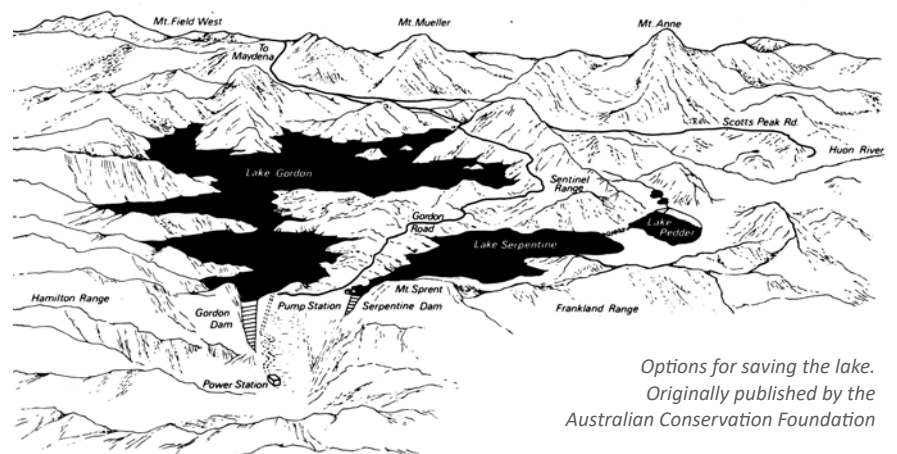 Mt. Field West
Mt. Mueller
Mt. Anne
To
Maydena
Scotts Peak Rd.
Huon River
Lake Gordon
Sentinel
Range
Lake
Pedder
Gordon
Road
Lake Serpentine
Hamilton Range
Gordon
Dam
Pump Station
Mt. Sprent
Serpentine Dam
Frankland Range
Power Station
Options for saving the lake.
Originally published by the
Australian Conservation Foundation